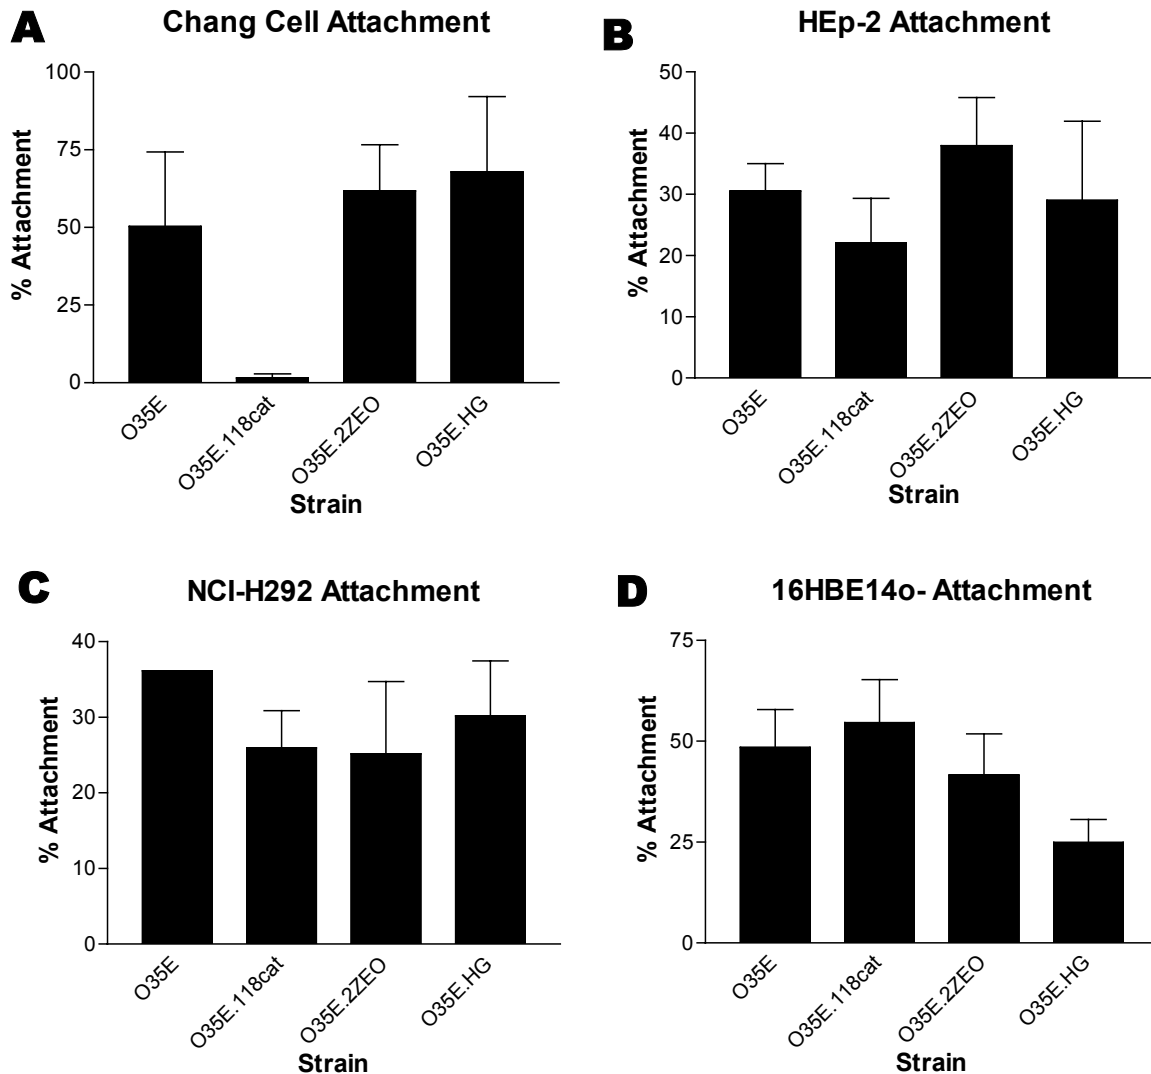 A
Chang Cell Attachment
% Attachment
100
75
50
25
0
O35E
O35E.118cat
O35E.2ZEO
O35E.HG
Strain
B
HEp-2 Attachment
% Attachment
50
40
30
20
10
0
O35E
O35E.118cat
O35E.2ZEO
O35E.HG
Strain
C
NCI-H292 Attachment
% Attachment
40
30
20
10
0
O35E
O35E.118cat
O35E.2ZEO
O35E.HG
Strain
D
16HBE14o- Attachment
% Attachment
75
50
25
0
O35E
O35E.118cat
O35E.2ZEO
O35E.HG
Strain